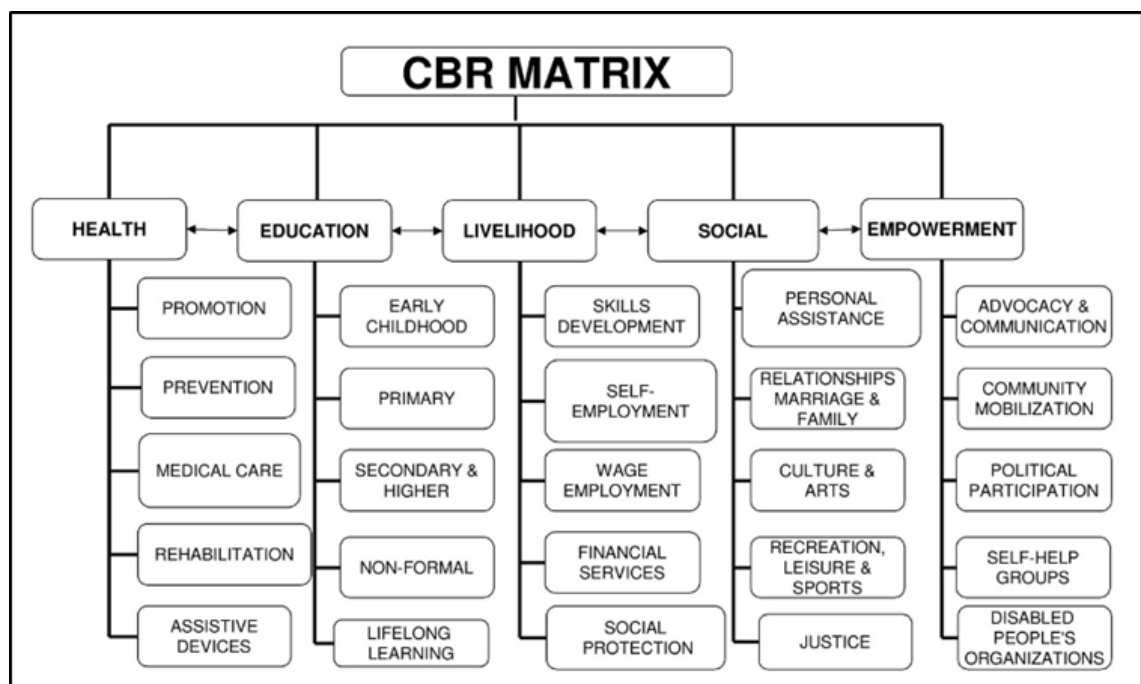 CBR MATRIX
HEALTH
EDUCATION
LIVELIHOOD
SOCIAL
EMPOWERMENT
PROMOTION
PREVENTION
MEDICAL CARE
REHABILITATION
ASSISTIVE
DEVICES
EARLY
CHILDHOOD
PRIMARY
SECONDARY &
HIGHER
NON-FORMAL
LIFELONG
LEARNING
SKILLS
DEVELOPMENT
SELF-
EMPLOYMENT
WAGE
EMPLOYMENT
FINANCIAL
SERVICES
SOCIAL
PROTECTION
PERSONAL
ASSISTANCE
RELATIONSHIPS
MARRIAGE &
FAMILY
CULTURE &
ARTS
RECREATION,
LEISURE &
SPORTS
JUSTICE
ADVOCACY &
COMMUNICATION
COMMUNITY
MOBILIZATION
POLITICAL
PARTICIPATION
SELF-HELP
GROUPS
DISABLED
PEOPLE'S
ORGANIZATIONS